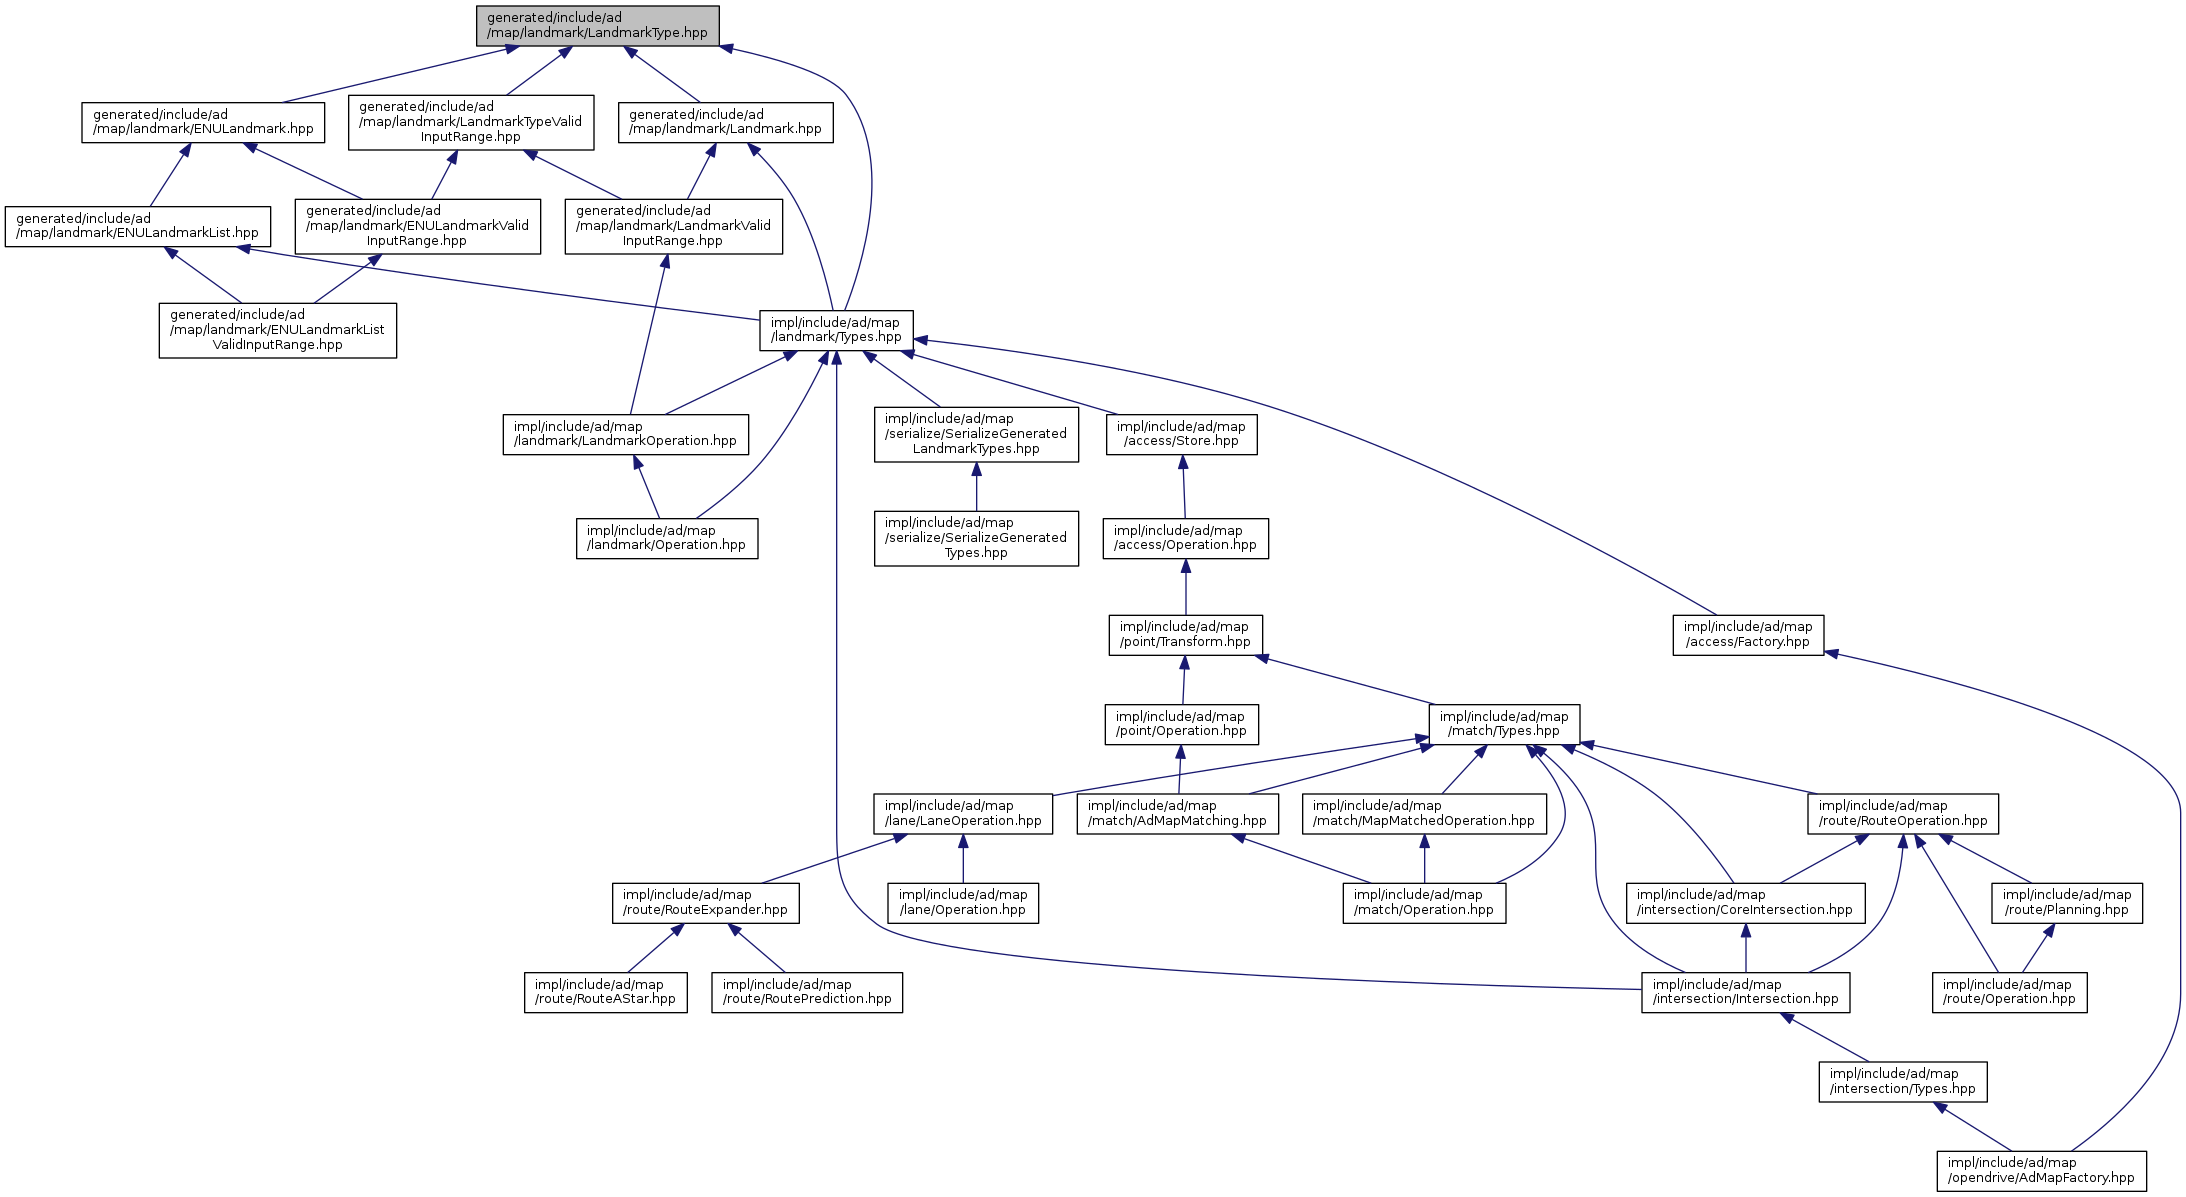 generated/include/ad
/map/landmark/LandmarkType.hpp
generated/include/ad
/map/landmark/ENULandmark.hpp
generated/include/ad
/map/landmark/LandmarkTypeValid
InputRange.hpp
generated/include/ad
/map/landmark/Landmark.hpp
generated/include/ad
/map/landmark/ENULandmarkList.hpp
generated/include/ad
/map/landmark/ENULandmarkValid
InputRange.hpp
generated/include/ad
/map/landmark/LandmarkValid
InputRange.hpp
generated/include/ad
/map/landmark/ENULandmarkList
ValidInputRange.hpp
impl/include/ad/map
/landmark/Types.hpp
impl/include/ad/map
/landmark/LandmarkOperation.hpp
impl/include/ad/map
/serialize/SerializeGenerated
LandmarkTypes.hpp
impl/include/ad/map
/access/Store.hpp
impl/include/ad/map
/landmark/Operation.hpp
impl/include/ad/map
/serialize/SerializeGenerated
Types.hpp
impl/include/ad/map
/access/Operation.hpp
impl/include/ad/map
/point/Transform.hpp
impl/include/ad/map
/access/Factory.hpp
impl/include/ad/map
/point/Operation.hpp
impl/include/ad/map
/match/Types.hpp
impl/include/ad/map
/lane/LaneOperation.hpp
impl/include/ad/map
/match/AdMapMatching.hpp
impl/include/ad/map
/match/MapMatchedOperation.hpp
impl/include/ad/map
/route/RouteOperation.hpp
impl/include/ad/map
/route/RouteExpander.hpp
impl/include/ad/map
/lane/Operation.hpp
impl/include/ad/map
/match/Operation.hpp
impl/include/ad/map
/intersection/CoreIntersection.hpp
impl/include/ad/map
/route/Planning.hpp
impl/include/ad/map
/route/RouteAStar.hpp
impl/include/ad/map
/route/RoutePrediction.hpp
impl/include/ad/map
/intersection/Intersection.hpp
impl/include/ad/map
/route/Operation.hpp
impl/include/ad/map
/intersection/Types.hpp
impl/include/ad/map
/opendrive/AdMapFactory.hpp